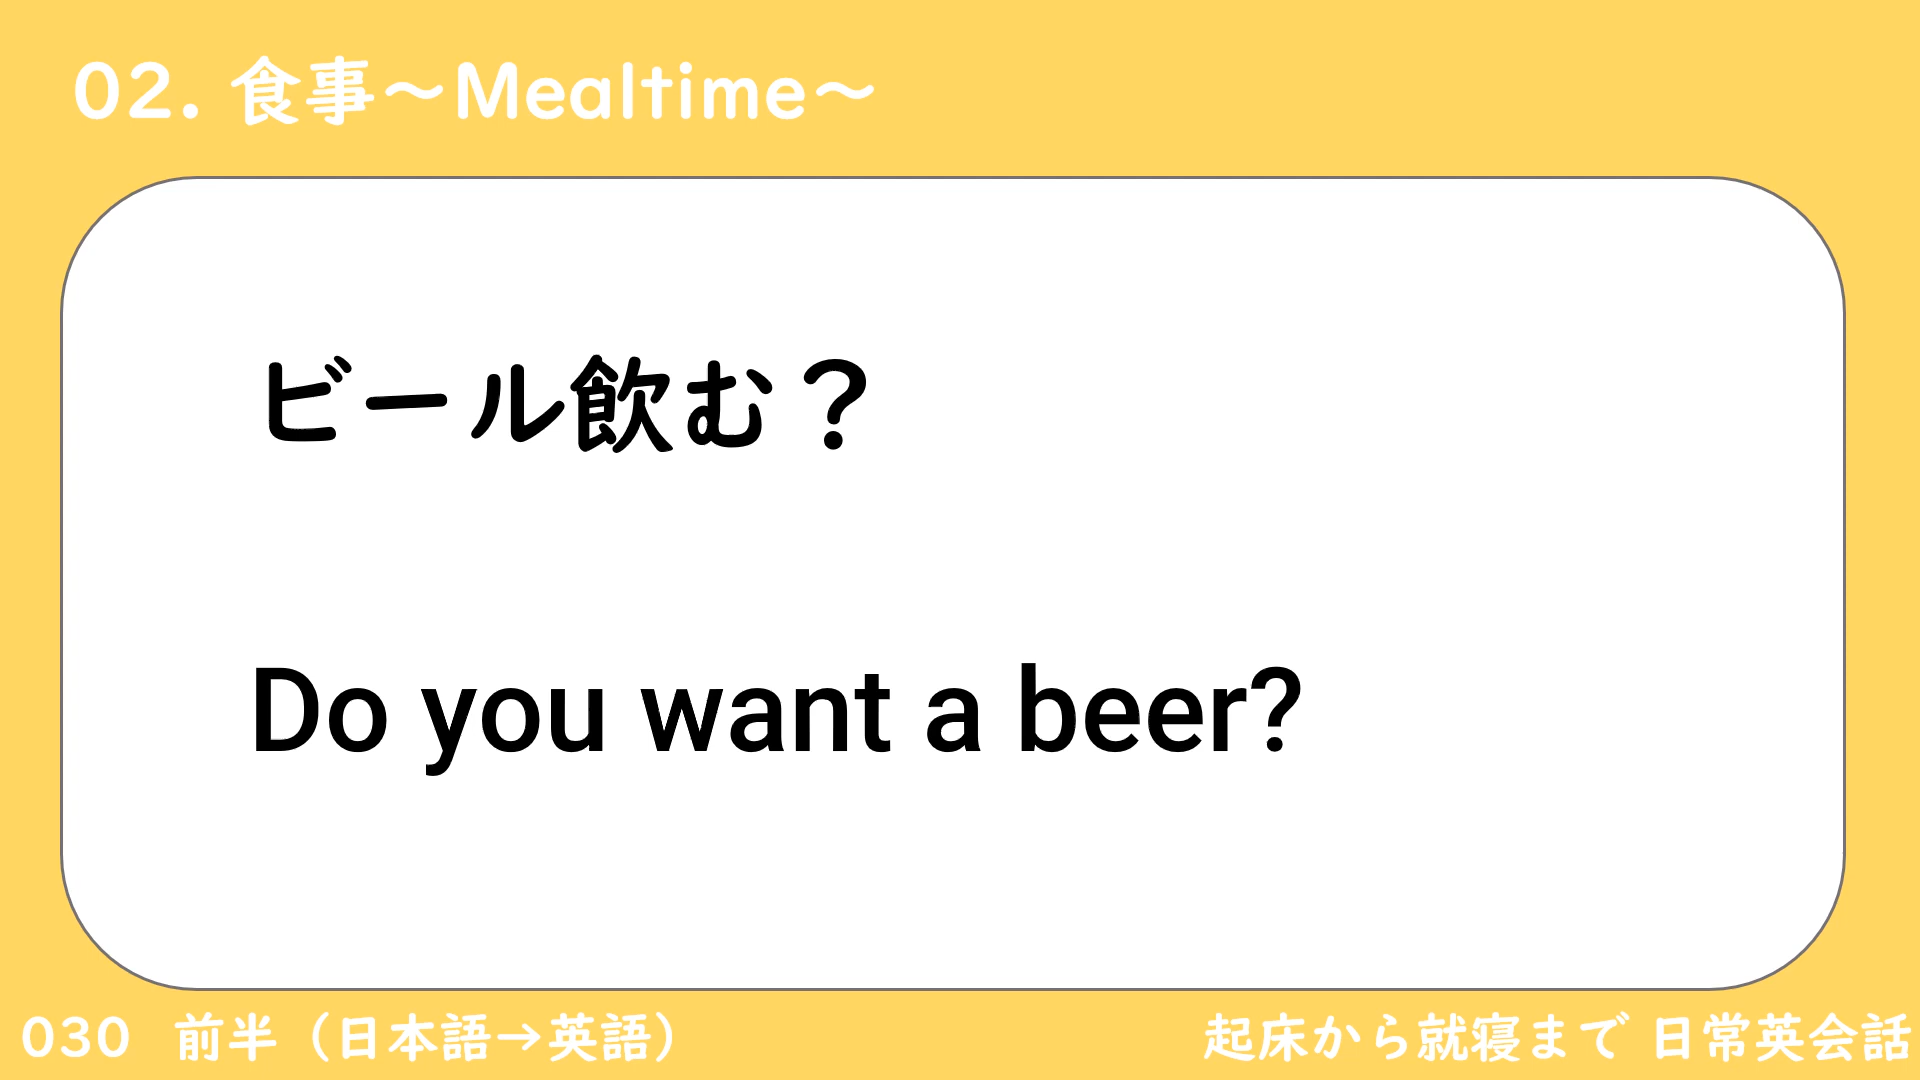 02. 食事～Mealtime～
ビール飲む？
Do you want a beer?
030 前半（日本語→英語）
起床から就寝まで 日常英会話